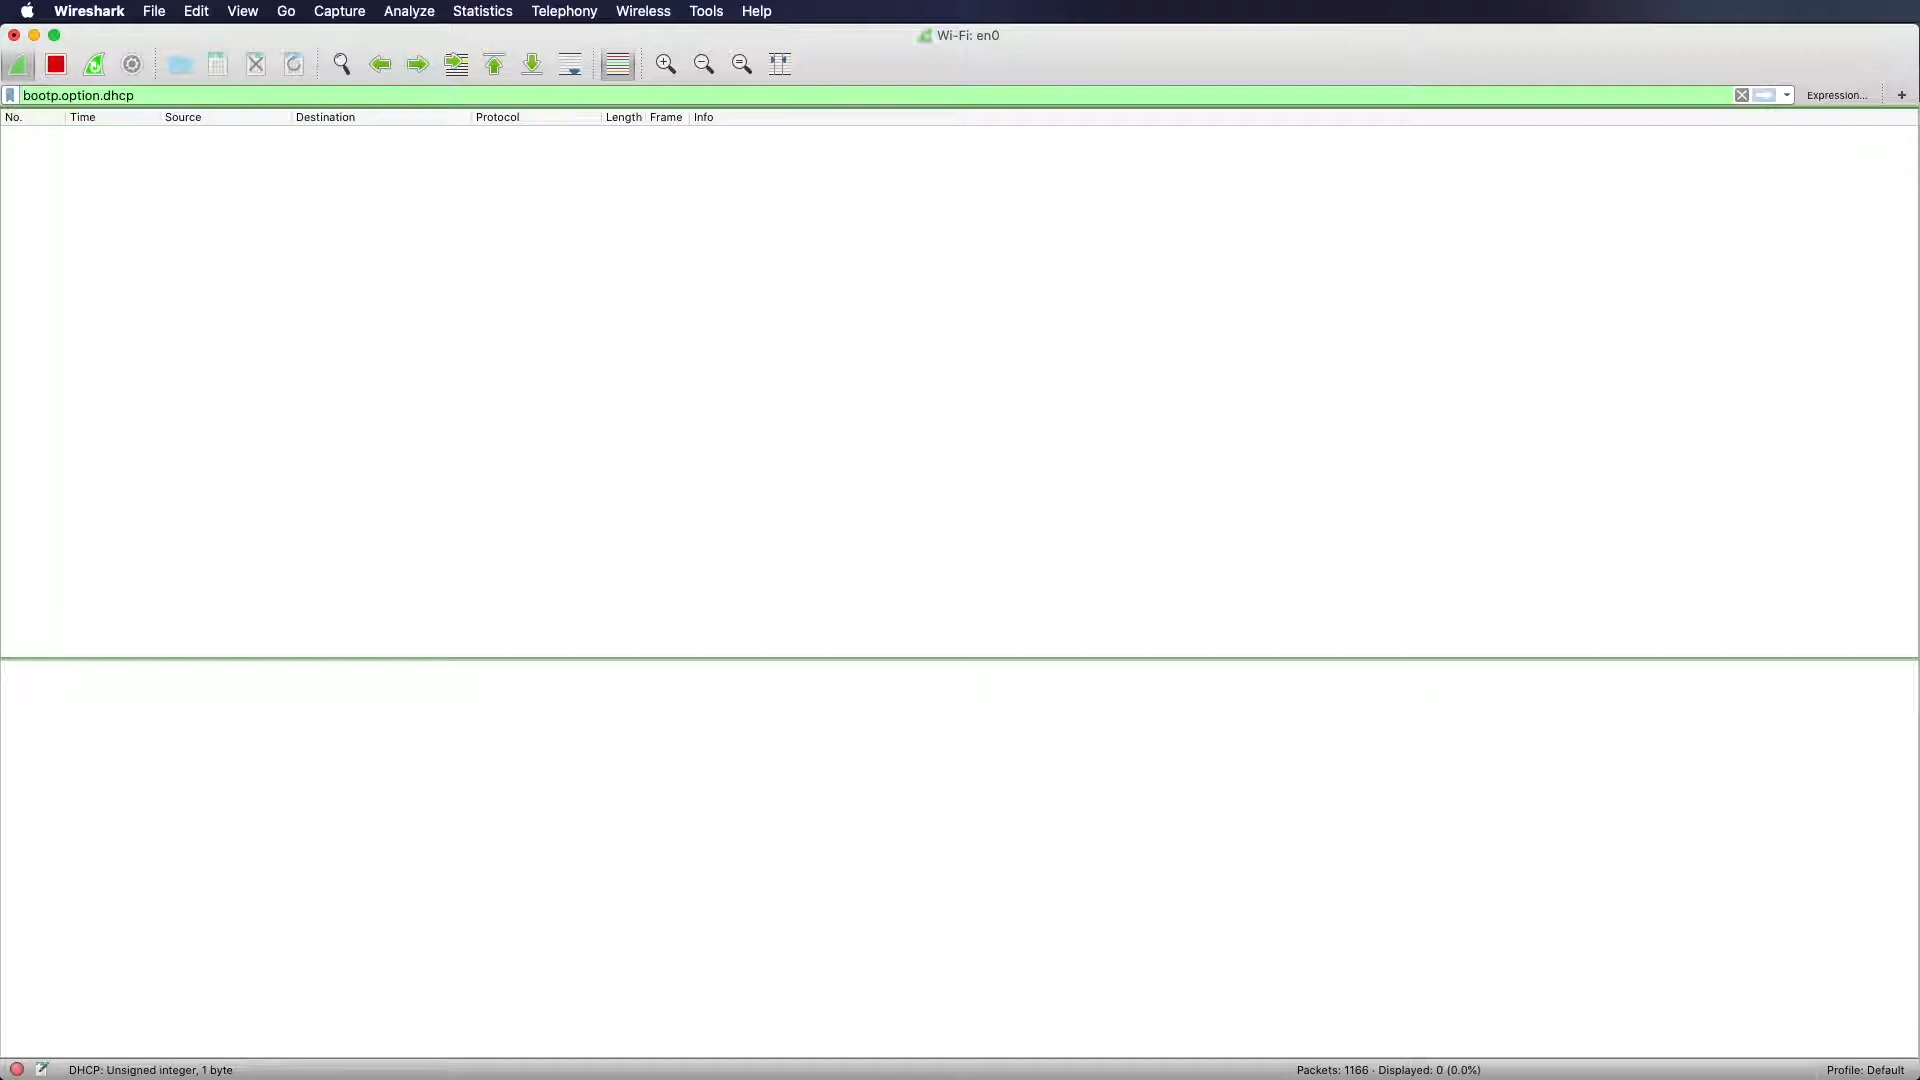 Wireshark File Edit View Go Capture Analyze Statistics Telephony Wireless Tools Help
Wi-Fi: en0
bootp.option.dhcp Expression... +
No. Time Source Destination Protocol Length Frame Info
DHCP: Unsigned integer, 1 byte Packets: 1166 · Displayed: 0 (0.0%) Profile: Default